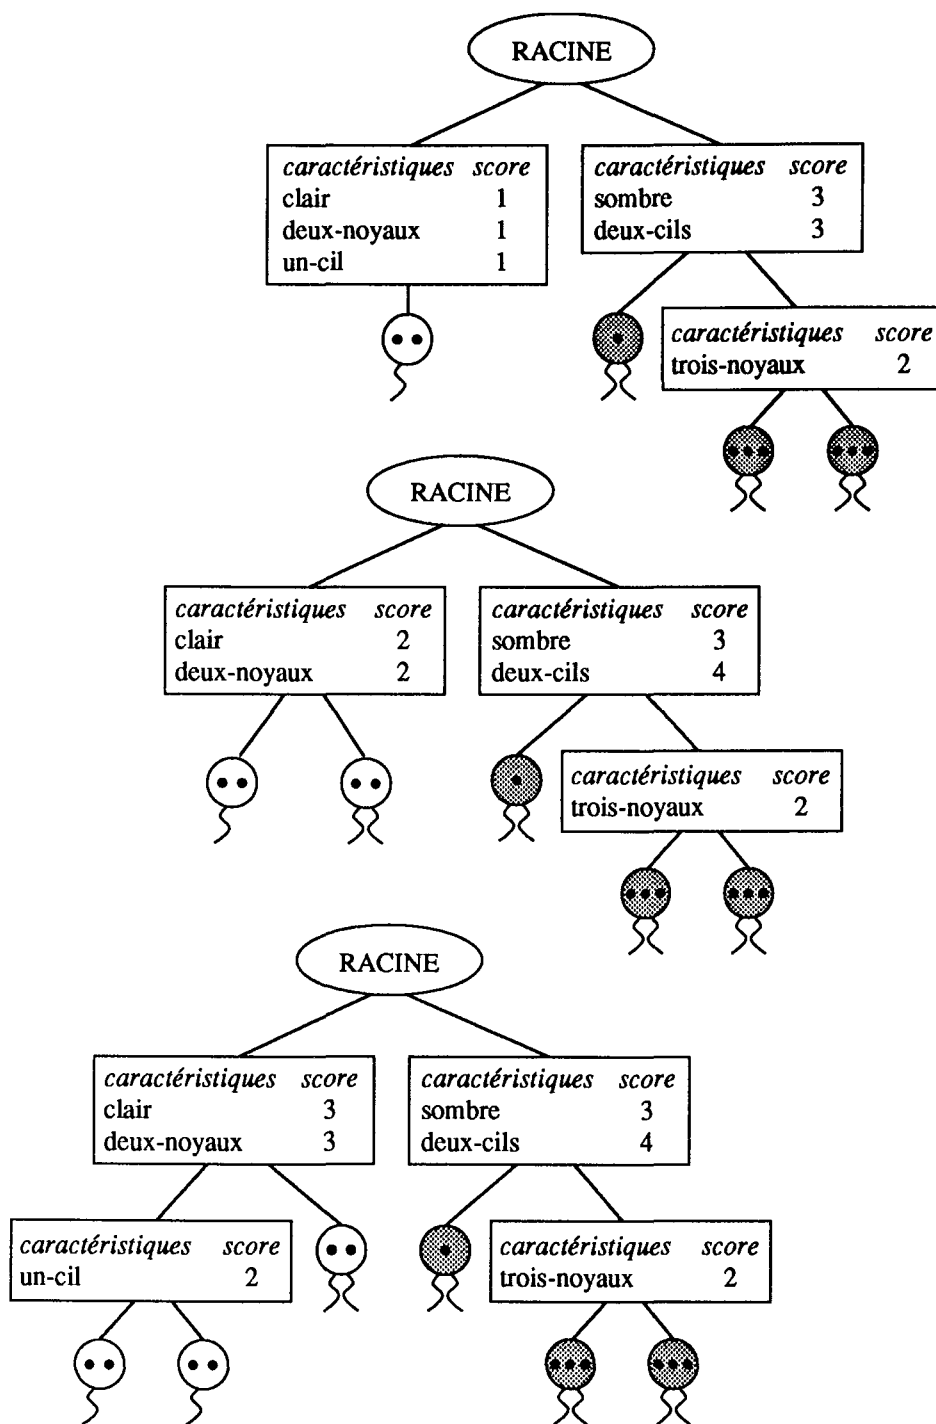 RACINE
caractéristiques score
clair 1
deux-noyaux 1
un-cil 1
caractéristiques score
sombre 3
deux-cils 3
caractéristiques score
trois-noyaux 2
RACINE
caractéristiques score
clair 2
deux-noyaux 2
caractéristiques score
sombre 3
deux-cils 4
caractéristiques score
trois-noyaux 2
RACINE
caractéristiques score
clair 3
deux-noyaux 3
caractéristiques score
sombre 3
deux-cils 4
caractéristiques score
un-cil 2
caractéristiques score
trois-noyaux 2